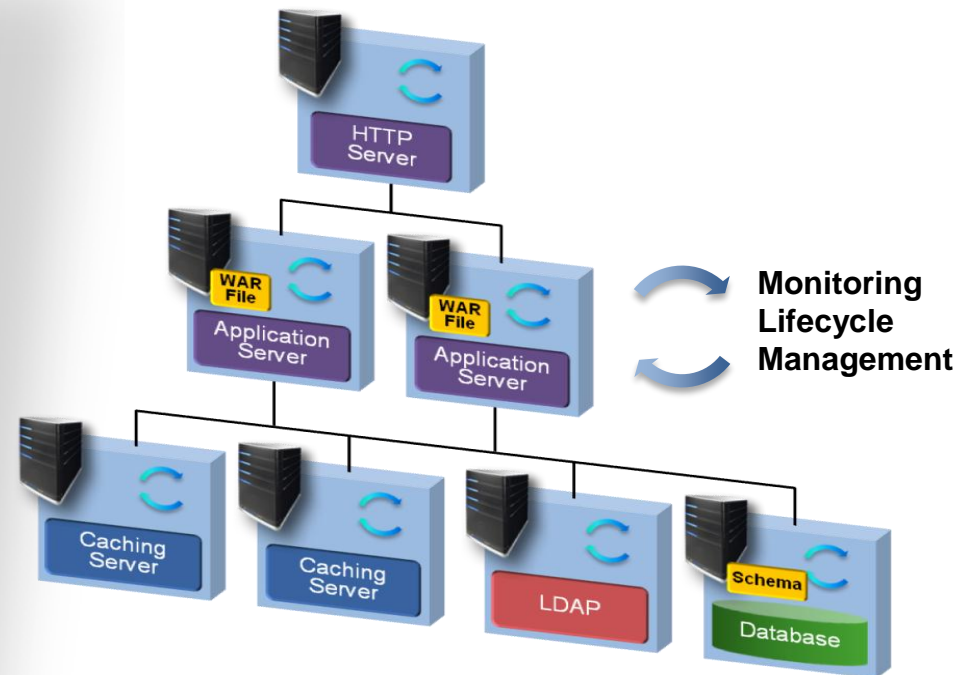 HTTP
Server
WAR
File
Application
Server
WAR
File
Application
Server
Monitoring
Lifecycle
Management
Caching
Server
Caching
Server
LDAP
Schema
Database